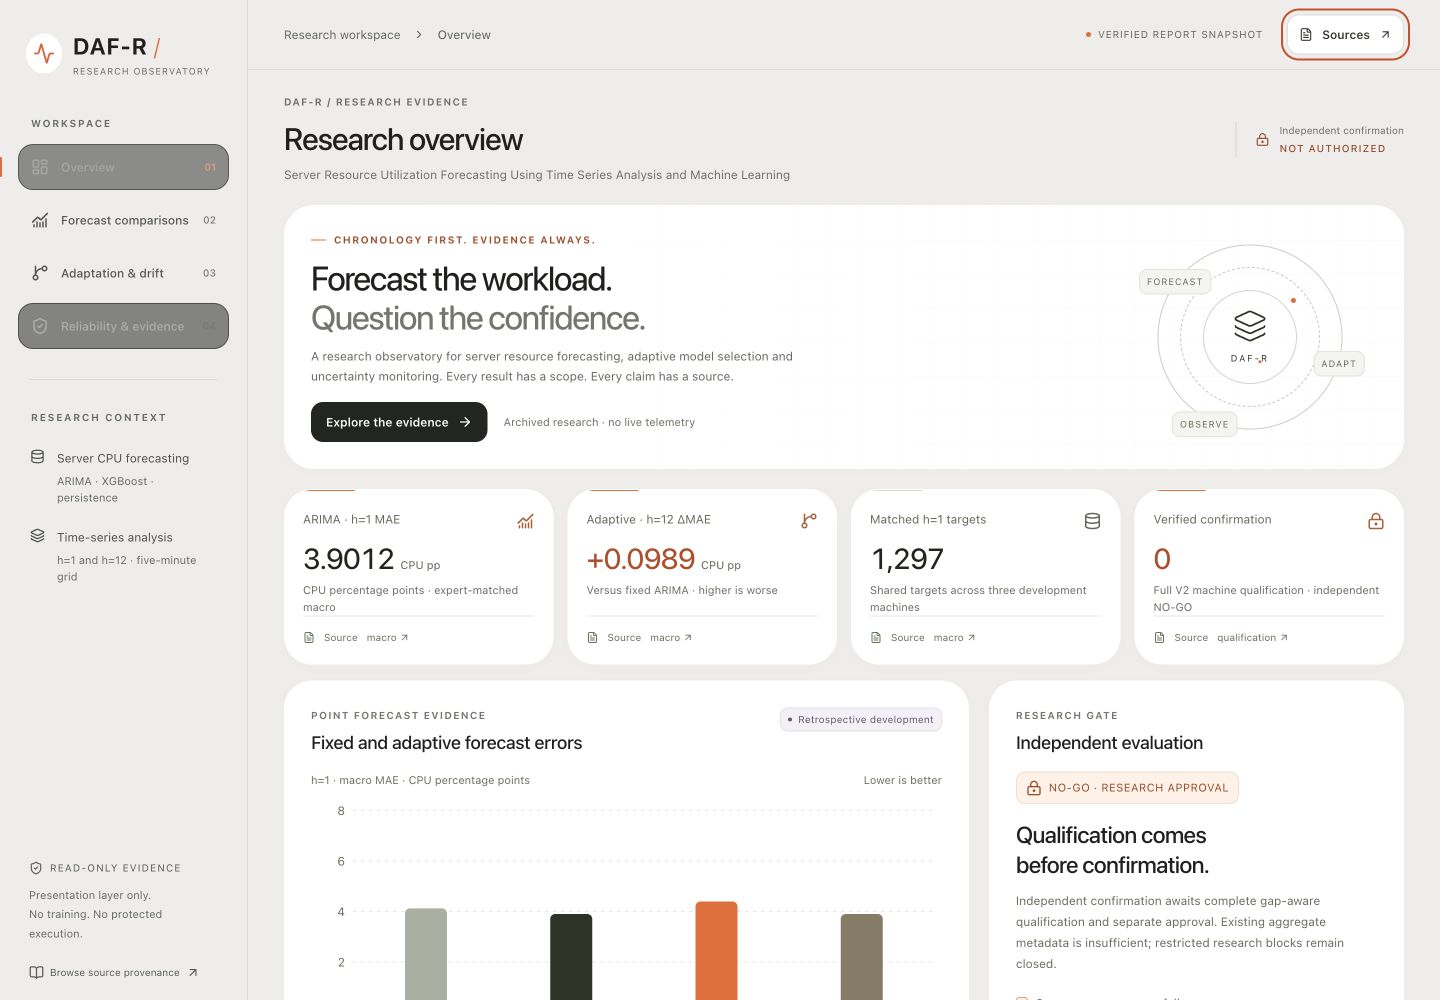 DAF-R /
RESEARCH OBSERVATORY
WORKSPACE
Overview 01
Forecast comparisons 02
Adaptation & drift 03
Reliability & evidence 04
RESEARCH CONTEXT
Server CPU forecasting
ARIMA · XGBoost ·
persistence
Time-series analysis
h=1 and h=12 · five-minute
grid
READ-ONLY EVIDENCE
Presentation layer only.
No training. No protected
execution.
Browse source provenance
Research workspace > Overview
VERIFIED REPORT SNAPSHOT
Sources
DAF-R / RESEARCH EVIDENCE
Research overview
Server Resource Utilization Forecasting Using Time Series Analysis and Machine Learning
Independent confirmation
NOT AUTHORIZED
CHRONOLOGY FIRST. EVIDENCE ALWAYS.
Forecast the workload.
Question the confidence.
A research observatory for server resource forecasting, adaptive model selection and
uncertainty monitoring. Every result has a scope. Every claim has a source.
Explore the evidence
Archived research · no live telemetry
FORECAST
DAF-R
ADAPT
OBSERVE
ARIMA · h=1 MAE
3.9012 CPU pp
CPU percentage points · expert-matched
macro
Source macro
Adaptive · h=12 ΔMAE
+0.0989 CPU pp
Versus fixed ARIMA · higher is worse
Source macro
Matched h=1 targets
1,297
Shared targets across three development
machines
Source macro
Verified confirmation
0
Full V2 machine qualification · independent
NO-GO
Source qualification
POINT FORECAST EVIDENCE
Retrospective development
Fixed and adaptive forecast errors
h=1 · macro MAE · CPU percentage points
Lower is better
8
6
4
2
RESEARCH GATE
Independent evaluation
NO-GO · RESEARCH APPROVAL
Qualification comes
before confirmation.
Independent confirmation awaits complete gap-aware
qualification and separate approval. Existing aggregate
metadata is insufficient; restricted research blocks remain
closed.